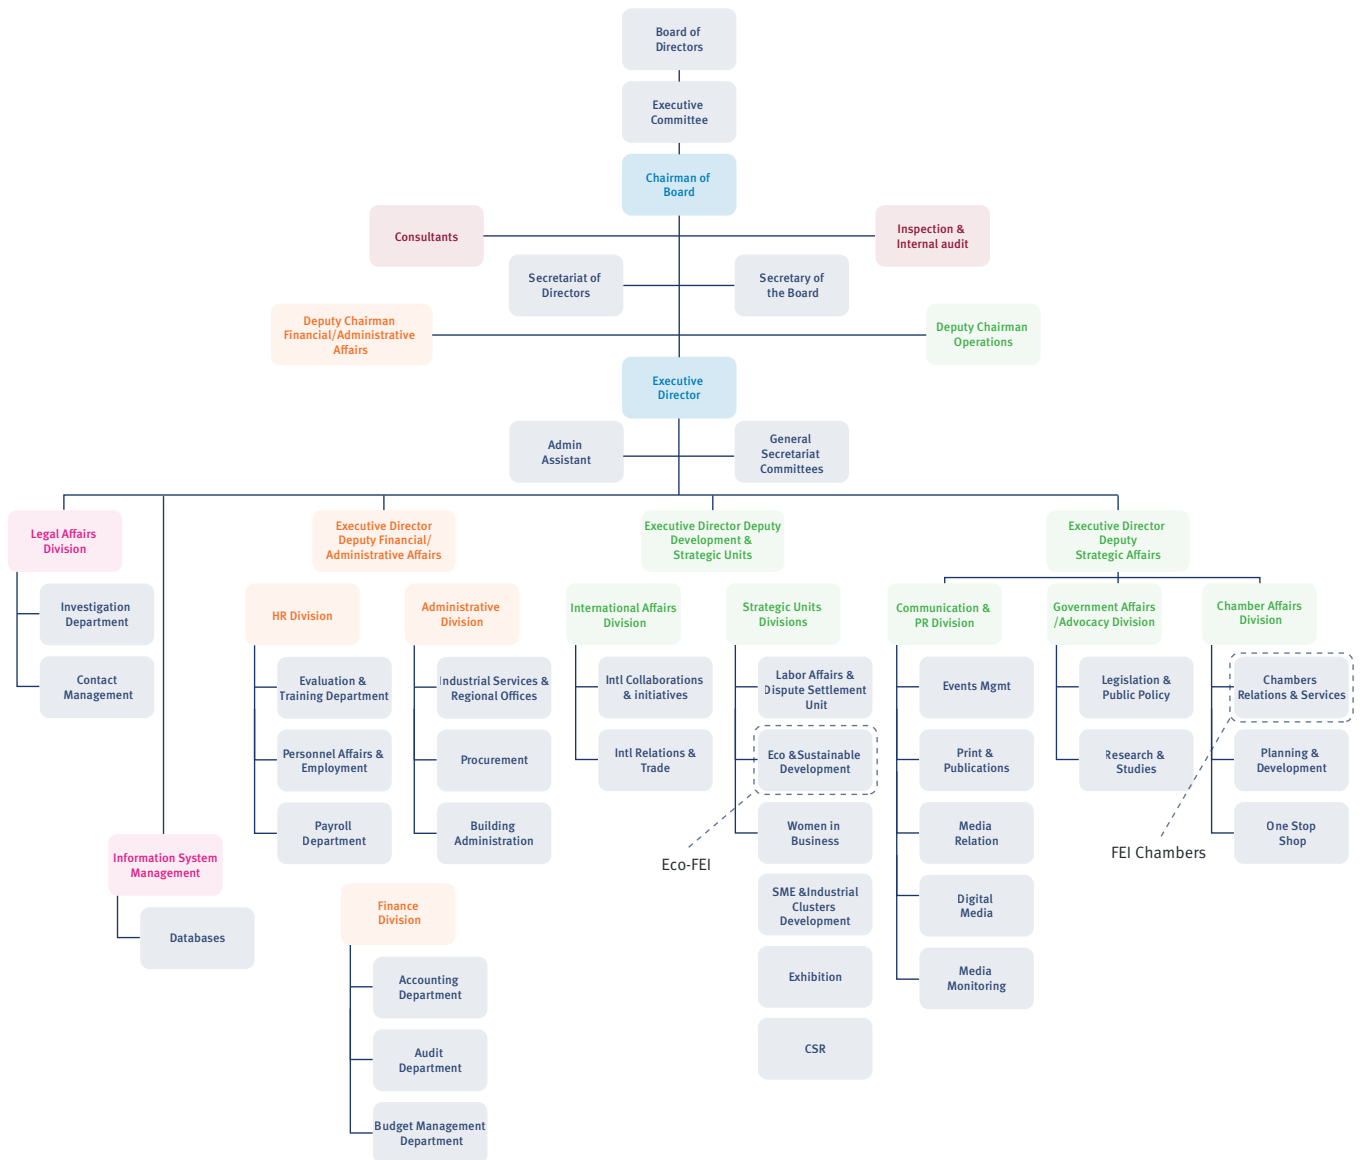 Board of
Directors
Executive
Committee
Chairman of
Board
Consultants
Inspection &
Internal audit
Secretariat of
Directors
Secretary of
the Board
Deputy Chairman
Financial/Administrative
Affairs
Deputy Chairman
Operations
Executive
Director
Admin
Assistant
General
Secretariat
Committees
Legal Affairs
Division
Investigation
Department
Contact
Management
Information System
Management
Databases
Executive Director
Deputy Financial/
Administrative Affairs
HR Division
Evaluation &
Training Department
Personnel Affairs &
Employment
Payroll
Department
Administrative
Division
Industrial Services &
Regional Offices
Procurement
Building
Administration
Finance
Division
Accounting
Department
Audit
Department
Budget Management
Department
Executive Director Deputy
Development &
Strategic Units
International Affairs
Division
Intl Collaborations
& initiatives
Intl Relations &
Trade
Strategic Units
Divisions
Labor Affairs &
Dispute Settlement
Unit
Eco &Sustainable
Development
Women in
Business
SME &Industrial
Clusters
Development
Exhibition
CSR
Eco-FEI
Executive Director
Deputy
Strategic Affairs
Communication &
PR Division
Events Mgmt
Print &
Publications
Media
Relation
Digital
Media
Media
Monitoring
Government Affairs
/Advocacy Division
Legislation &
Public Policy
Research &
Studies
Chamber Affairs
Division
Chambers
Relations & Services
Planning &
Development
One Stop
Shop
FEI Chambers